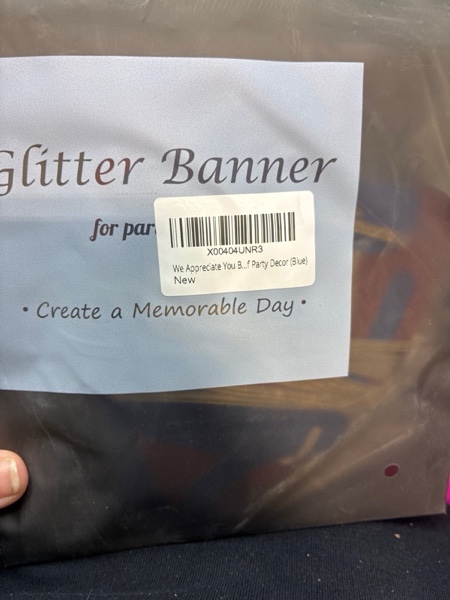 Glitter Banner
for par
X00404UNR3
We Appreciate You B...f Party Decor (Blue)
New
• Create a Memorable Day •